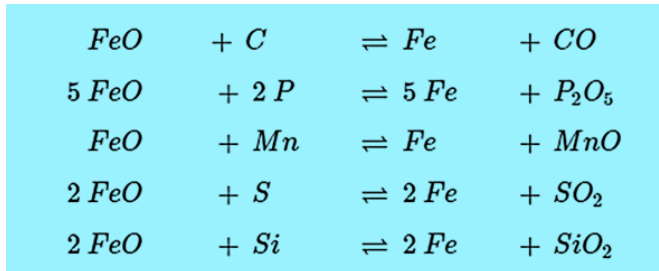 FeO + C ⇌ Fe + CO
5 FeO + 2 P ⇌ 5 Fe + P₂O₅
FeO + Mn ⇌ Fe + MnO
2 FeO + S ⇌ 2 Fe + SO₂
2 FeO + Si ⇌ 2 Fe + SiO₂